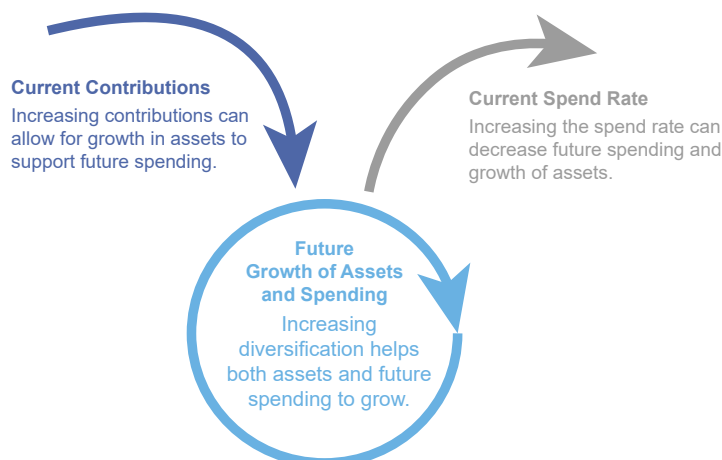 Current Contributions
Increasing contributions can
allow for growth in assets to
support future spending.
Current Spend Rate
Increasing the spend rate can
decrease future spending and
growth of assets.
Future
Growth of Assets
and Spending
Increasing
diversification helps
both assets and future
spending to grow.